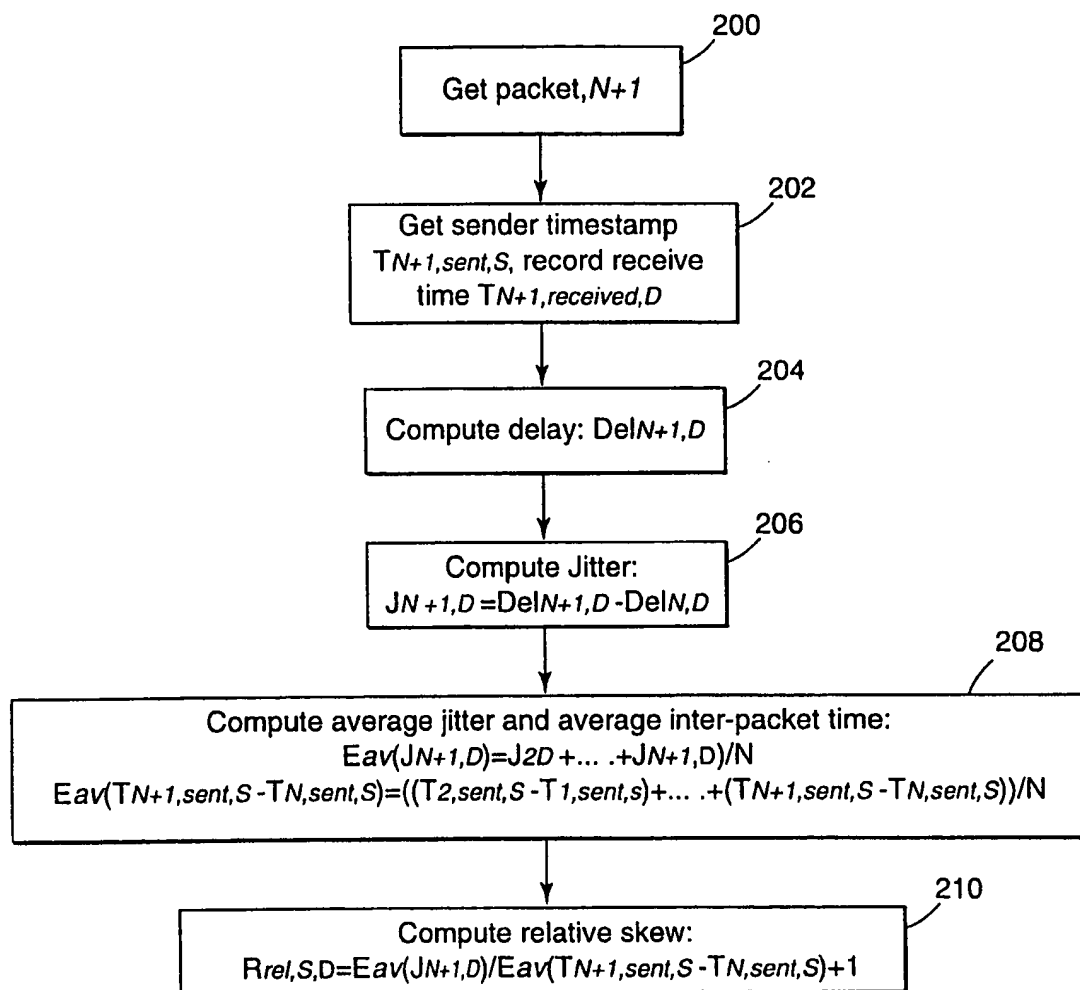 200
Get packet,N+1
202
Get sender timestamp
TN+1,sent,S, record receive
time TN+1,received,D
204
Compute delay: DelN+1,D
206
Compute Jitter:
JN+1,D=DelN+1,D-DelN,D
208
Compute average jitter and average inter-packet time:
Eav(JN+1,D)=J2D+... .+JN+1,D)/N
Eav(TN+1,sent,S-TN,sent,S)=((T2,sent,S-T1,sent,s)+... .+(TN+1,sent,S-TN,sent,S))/N
210
Compute relative skew:
Rrel,S,D=Eav(JN+1,D)/Eav(TN+1,sent,S-TN,sent,S)+1